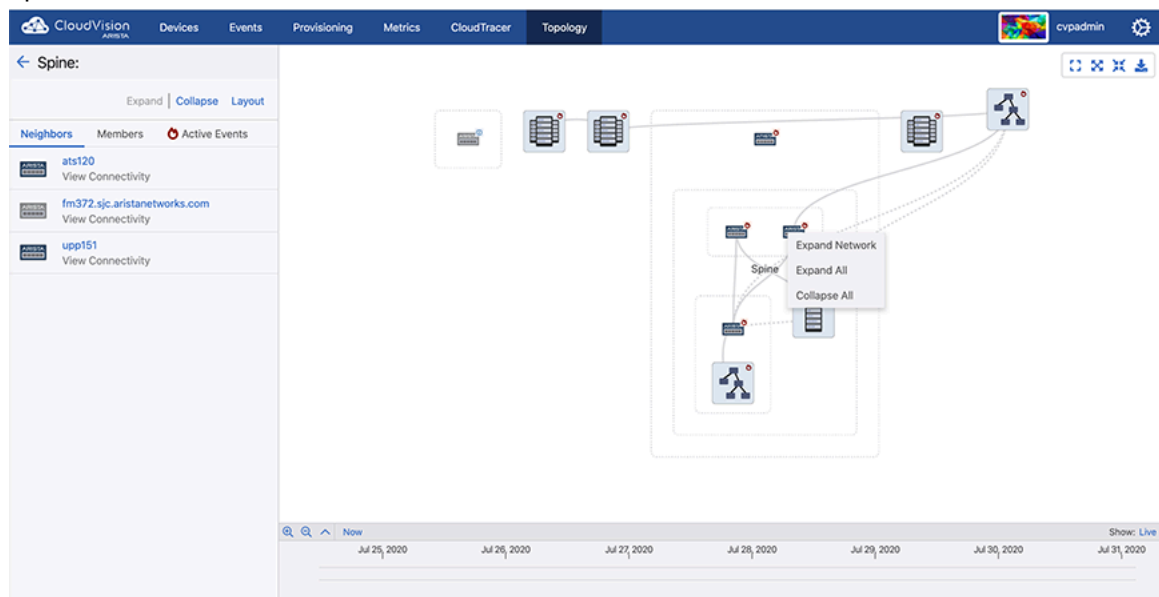 CloudVision
ARISTA
Devices
Events
Provisioning
Metrics
CloudTracer
Topology
cvpadmin
Spine:
Expand | Collapse Layout
Neighbors Members Active Events
ats120
View Connectivity
fm372.sjc.aristanetworks.com
View Connectivity
upp151
View Connectivity
Spine
Expand Network
Expand All
Collapse All
Now
Show: Live
Jul 25, 2020
Jul 26, 2020
Jul 27, 2020
Jul 28, 2020
Jul 29, 2020
Jul 30, 2020
Jul 31, 2020